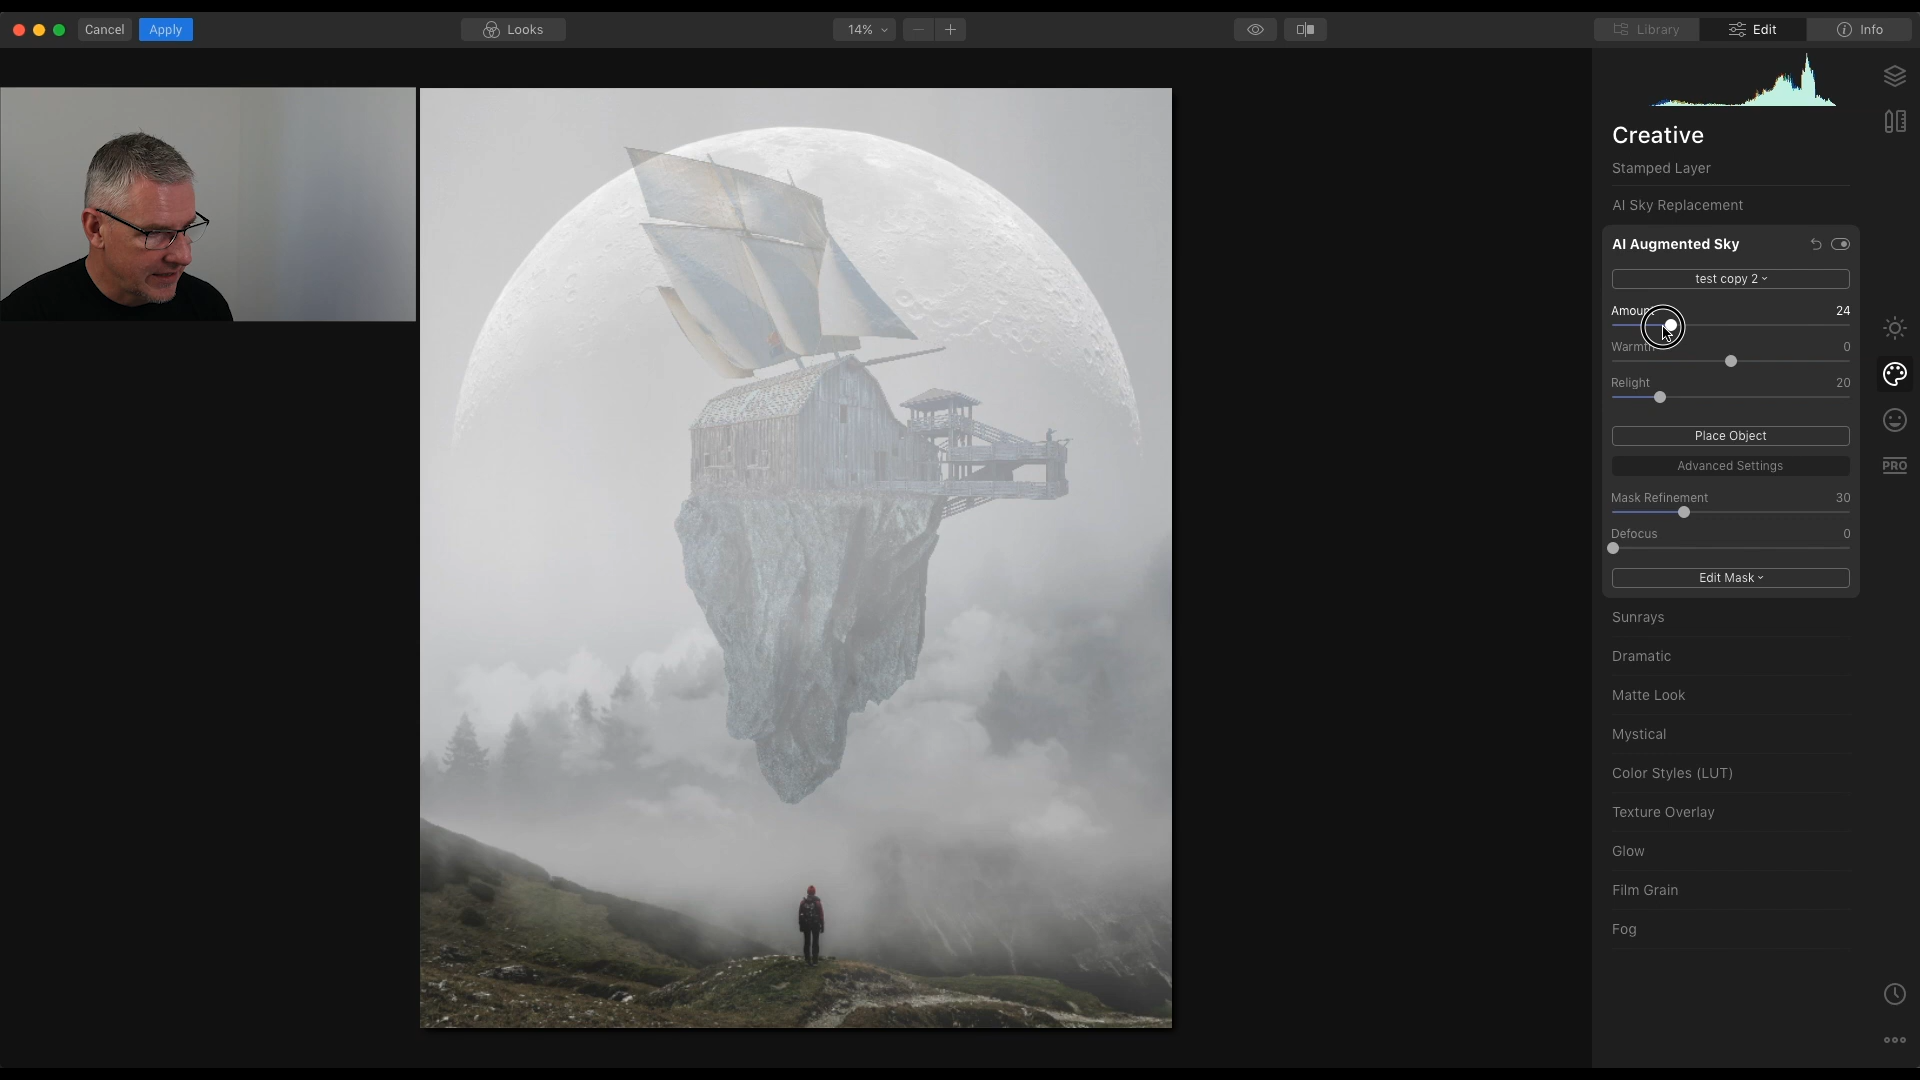 Cancel
Apply
Looks
14%
Library
Edit
Info
Creative
Stamped Layer
AI Sky Replacement
AI Augmented Sky
test copy 2
Amount 24
Warmth 0
Relight 20
Place Object
Advanced Settings
Mask Refinement 30
Defocus 0
Edit Mask
Sunrays
Dramatic
Matte Look
Mystical
Color Styles (LUT)
Texture Overlay
Glow
Film Grain
Fog
PRO